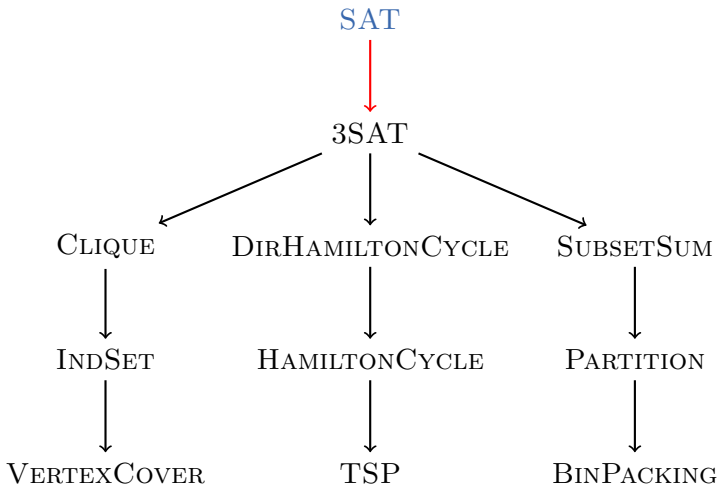 SAT
3SAT
CLIQUE DIRHAMILTONCYCLE SUBSETSUM
INDSET HAMILTONCYCLE PARTITION
VERTEXCOVER TSP BINPACKING